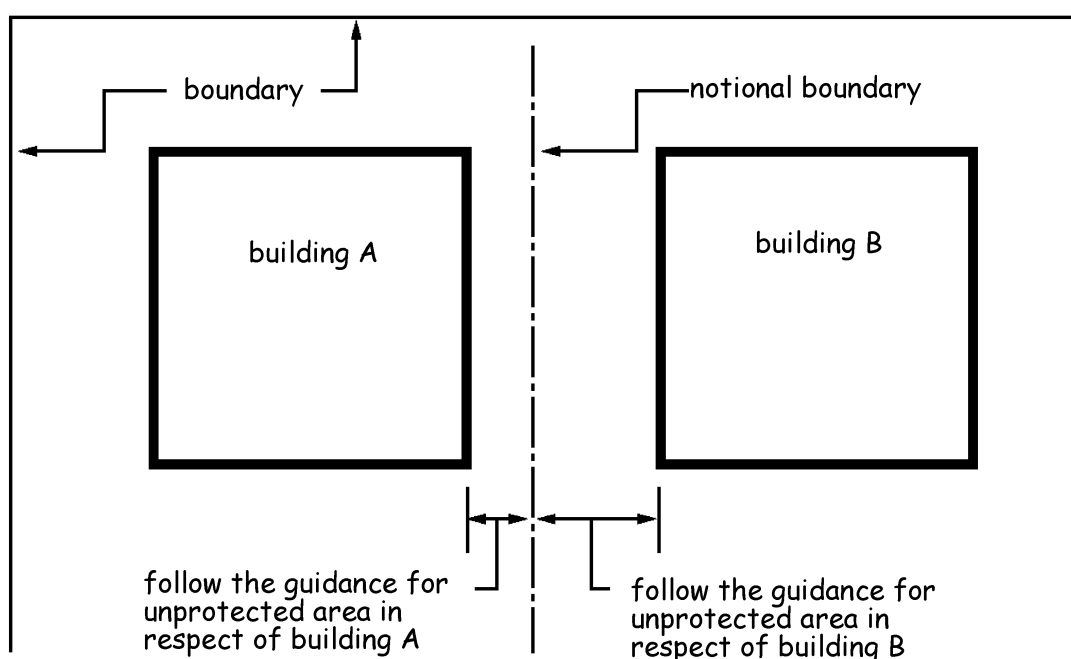 boundary
notional boundary
building A
building B
follow the guidance for
unprotected area in
respect of building A
follow the guidance for
unprotected area in
respect of building B